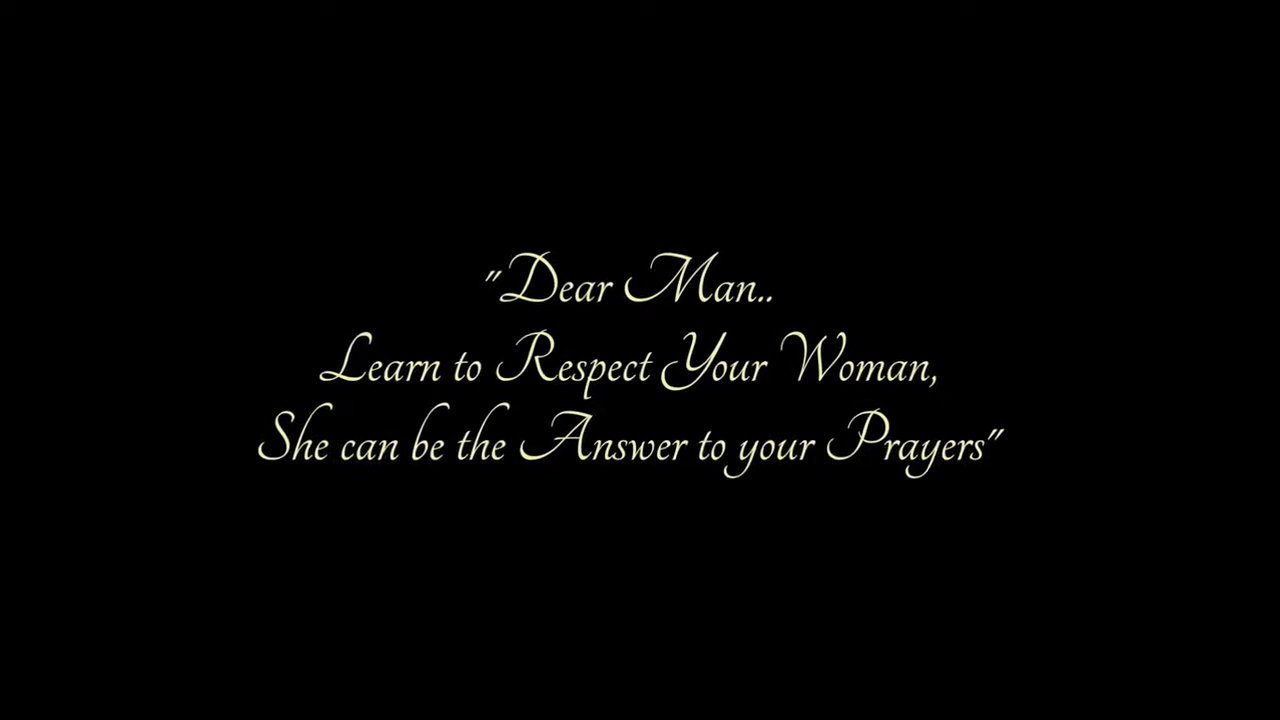 "Dear Man..
Learn to Respect Your Woman,
She can be the Answer to your Prayers"